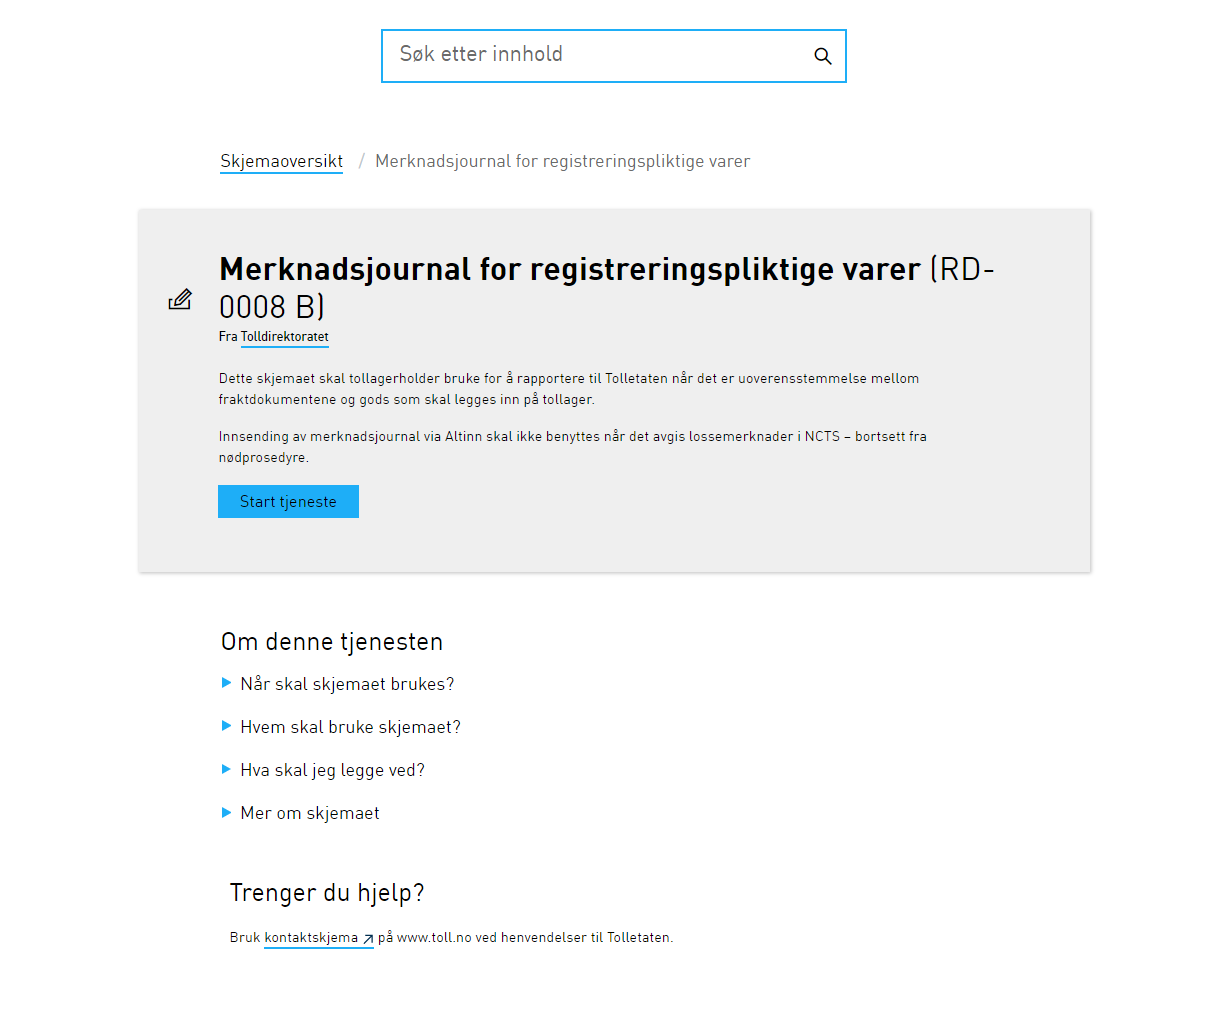 Søk etter innhold
Skjemaoversikt / Merknadsjournal for registreringspliktige varer
Merknadsjournal for registreringspliktige varer (RD-
0008 B)
Fra Tolldirektoratet
Dette skjemaet skal tollagerholder bruke for å rapportere til Tolletaten når det er uoverensstemmelse mellom
fraktdokumentene og gods som skal legges inn på tollager.
Innsending av merknadsjournal via Altinn skal ikke benyttes når det avgis lossemerknader i NCTS – bortsett fra
nødprosedyre.
Start tjeneste
Om denne tjenesten
Når skal skjemaet brukes?
Hvem skal bruke skjemaet?
Hva skal jeg legge ved?
Mer om skjemaet
Trenger du hjelp?
Bruk kontaktskjema på www.toll.no ved henvendelser til Tolletaten.